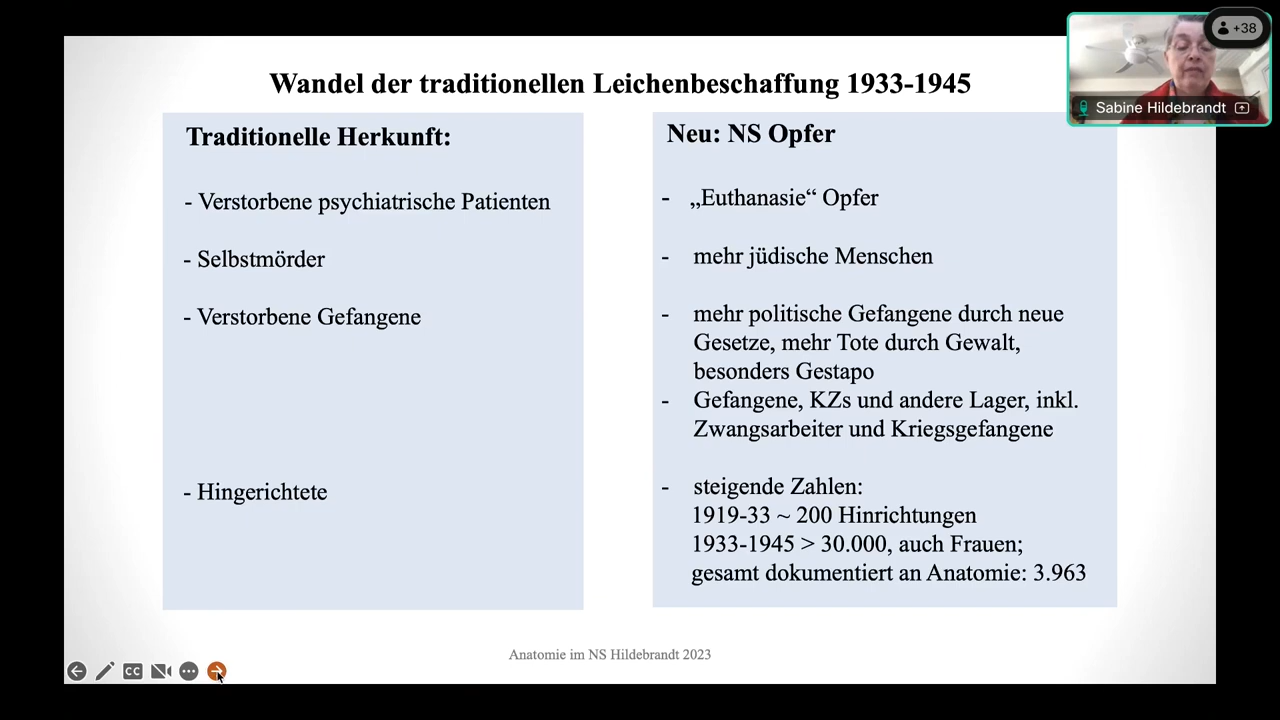 Wandel der traditionellen Leichenbeschaffung 1933-1945
Traditionelle Herkunft:
- Verstorbene psychiatrische Patienten
- Selbstmörder
- Verstorbene Gefangene
- Hingerichtete
Neu: NS Opfer
- „Euthanasie“ Opfer
- mehr jüdische Menschen
- mehr politische Gefangene durch neue
Gesetze, mehr Tote durch Gewalt,
besonders Gestapo
- Gefangene, KZs und andere Lager, inkl.
Zwangsarbeiter und Kriegsgefangene
- steigende Zahlen:
1919-33 ~ 200 Hinrichtungen
1933-1945 > 30.000, auch Frauen;
gesamt dokumentiert an Anatomie: 3.963
Anatomie im NS Hildebrandt 2023
+38
Sabine Hildebrandt
CC